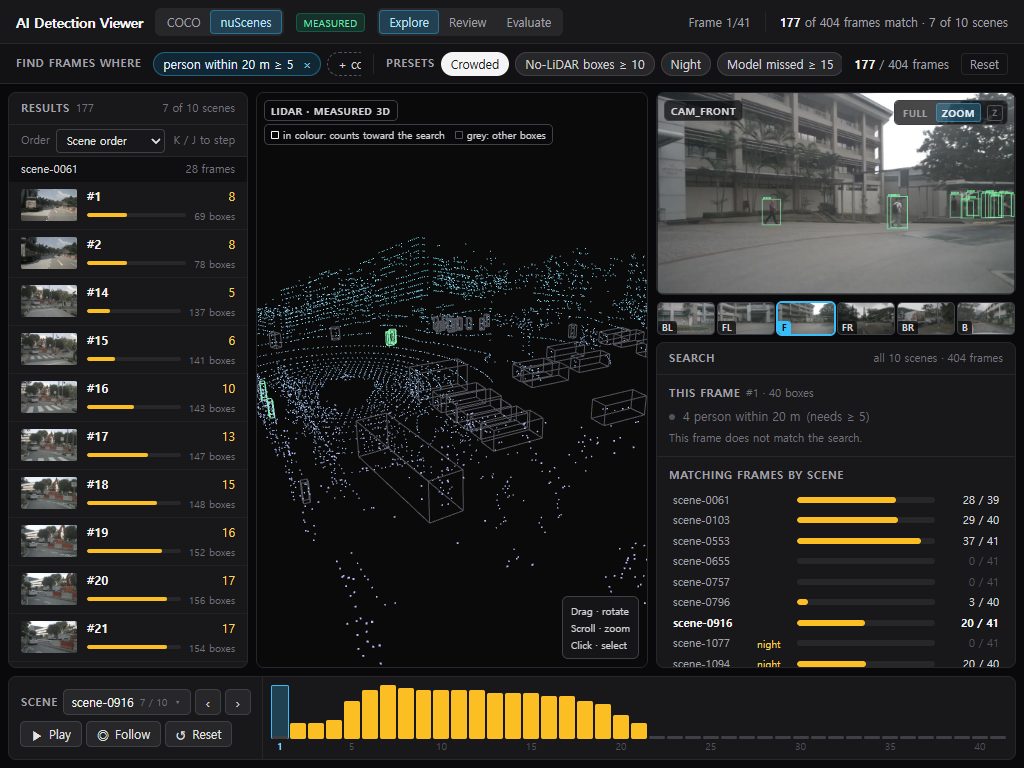 AI Detection Viewer COCO nuScenes MEASURED Explore Review Evaluate Frame 1/41 177 of 404 frames match · 7 of 10 scenes
FIND FRAMES WHERE person within 20 m ≥ 5 × + cc PRESETS Crowded No-LiDAR boxes ≥ 10 Night Model missed ≥ 15 177 / 404 frames Reset
RESULTS 177 7 of 10 scenes
Order Scene order K / J to step
scene-0061 28 frames
#1 8
69 boxes
#2 8
78 boxes
#14 5
137 boxes
#15 6
141 boxes
#16 10
143 boxes
#17 13
147 boxes
#18 15
148 boxes
#19 16
152 boxes
#20 17
156 boxes
#21 17
154 boxes
LIDAR · MEASURED 3D
in colour: counts toward the search grey: other boxes
Drag · rotate
Scroll · zoom
Click · select
CAM_FRONT FULL ZOOM Z
BL FL F FR BR B
SEARCH all 10 scenes · 404 frames
THIS FRAME #1 · 40 boxes
4 person within 20 m (needs ≥ 5)
This frame does not match the search.
MATCHING FRAMES BY SCENE
scene-0061 28 / 39
scene-0103 29 / 40
scene-0553 37 / 41
scene-0655 0 / 41
scene-0757 0 / 41
scene-0796 3 / 40
scene-0916 20 / 41
scene-1077 night 0 / 41
scene-1094 night 20 / 40
SCENE scene-0916 7 / 10 ‹ ›
Play Follow Reset
1 5 10 15 20 25 30 35 40